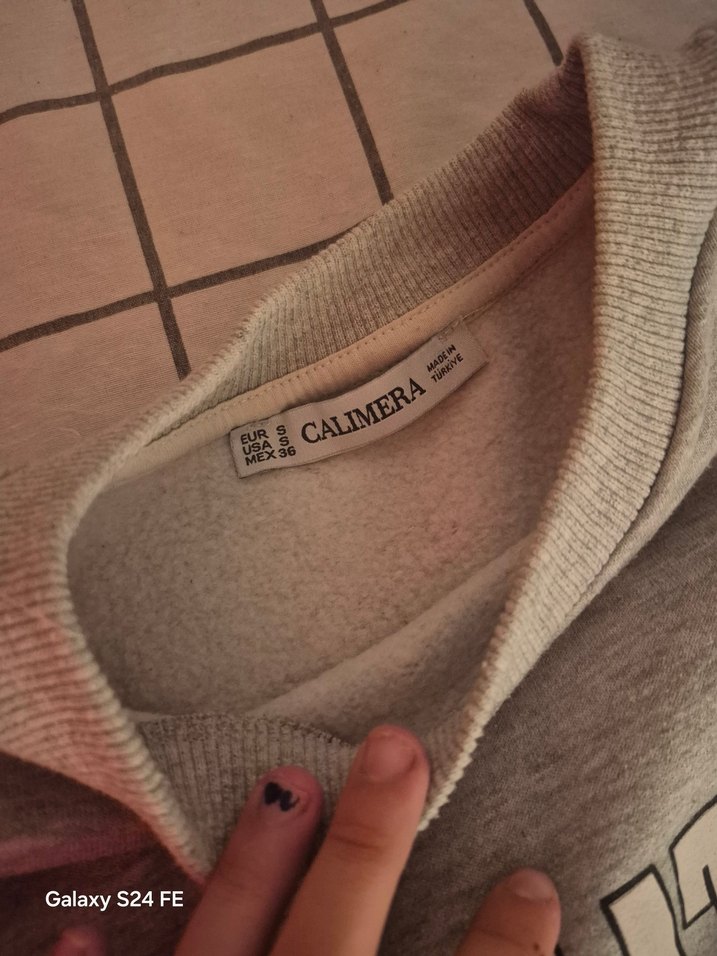 EUR S
USA S
MEX 36
CALIMERA
MADE IN
TÜRKİYE
Galaxy S24 FE